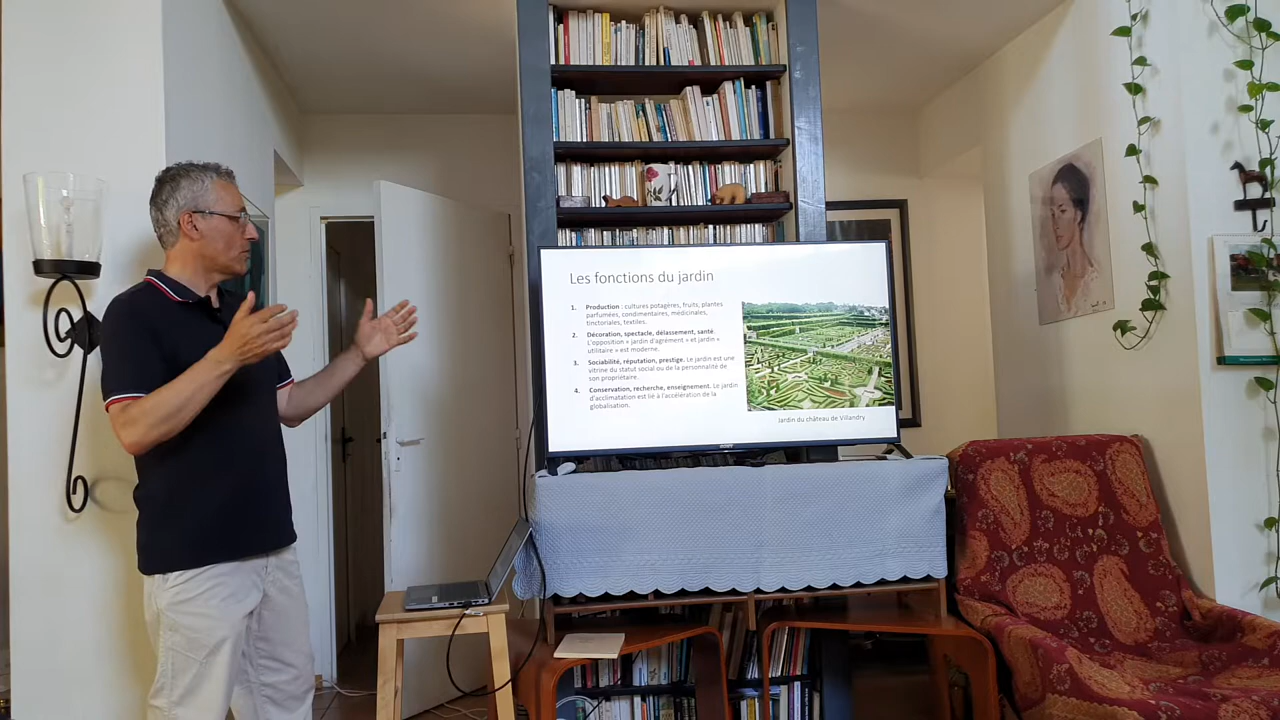 Les fonctions du jardin
1. Production : cultures potagères, fruits, plantes
parfumées, condimentaires, médicinales,
tinctoriales, textiles.
2. Décoration, spectacle, délassement, santé.
L'opposition « jardin d'agrément » et jardin «
utilitaire » est moderne.
3. Sociabilité, réputation, prestige. Le jardin est une
vitrine du statut social ou de la personnalité de
son propriétaire.
4. Conservation, recherche, enseignement. Le jardin
d'acclimatation est lié à l'accélération de la
globalisation.
Jardin du château de Villandry